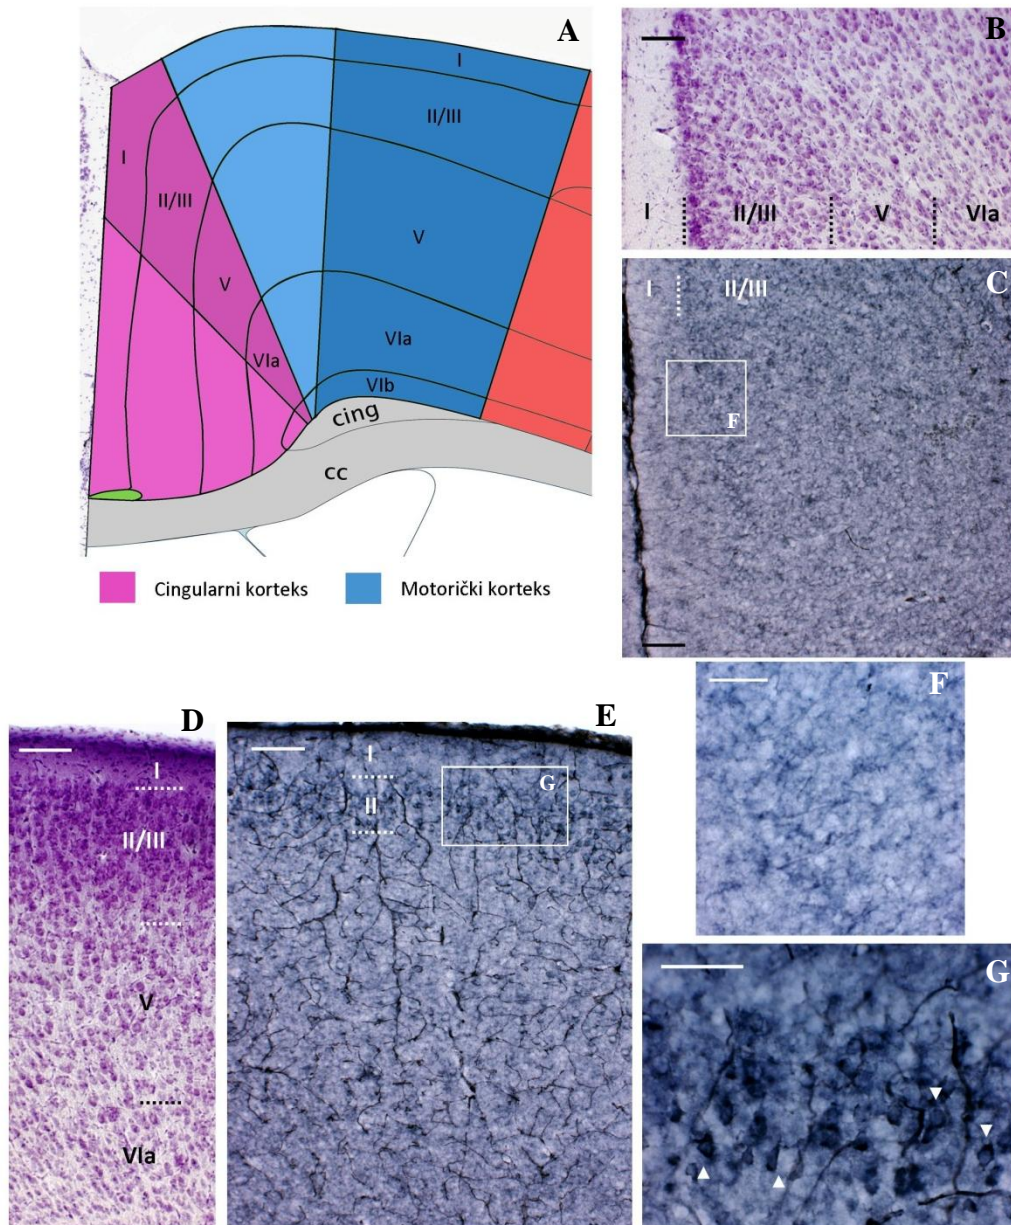 A
I
II/III
V
VIa
VIb
I
II/III
V
VIa
cing
cc
Cingularni korteks
Motorički korteks
B
I
II/III
V
VIa
C
I
II/III
F
D
I
II/III
V
VIa
E
I
II
G
F
G